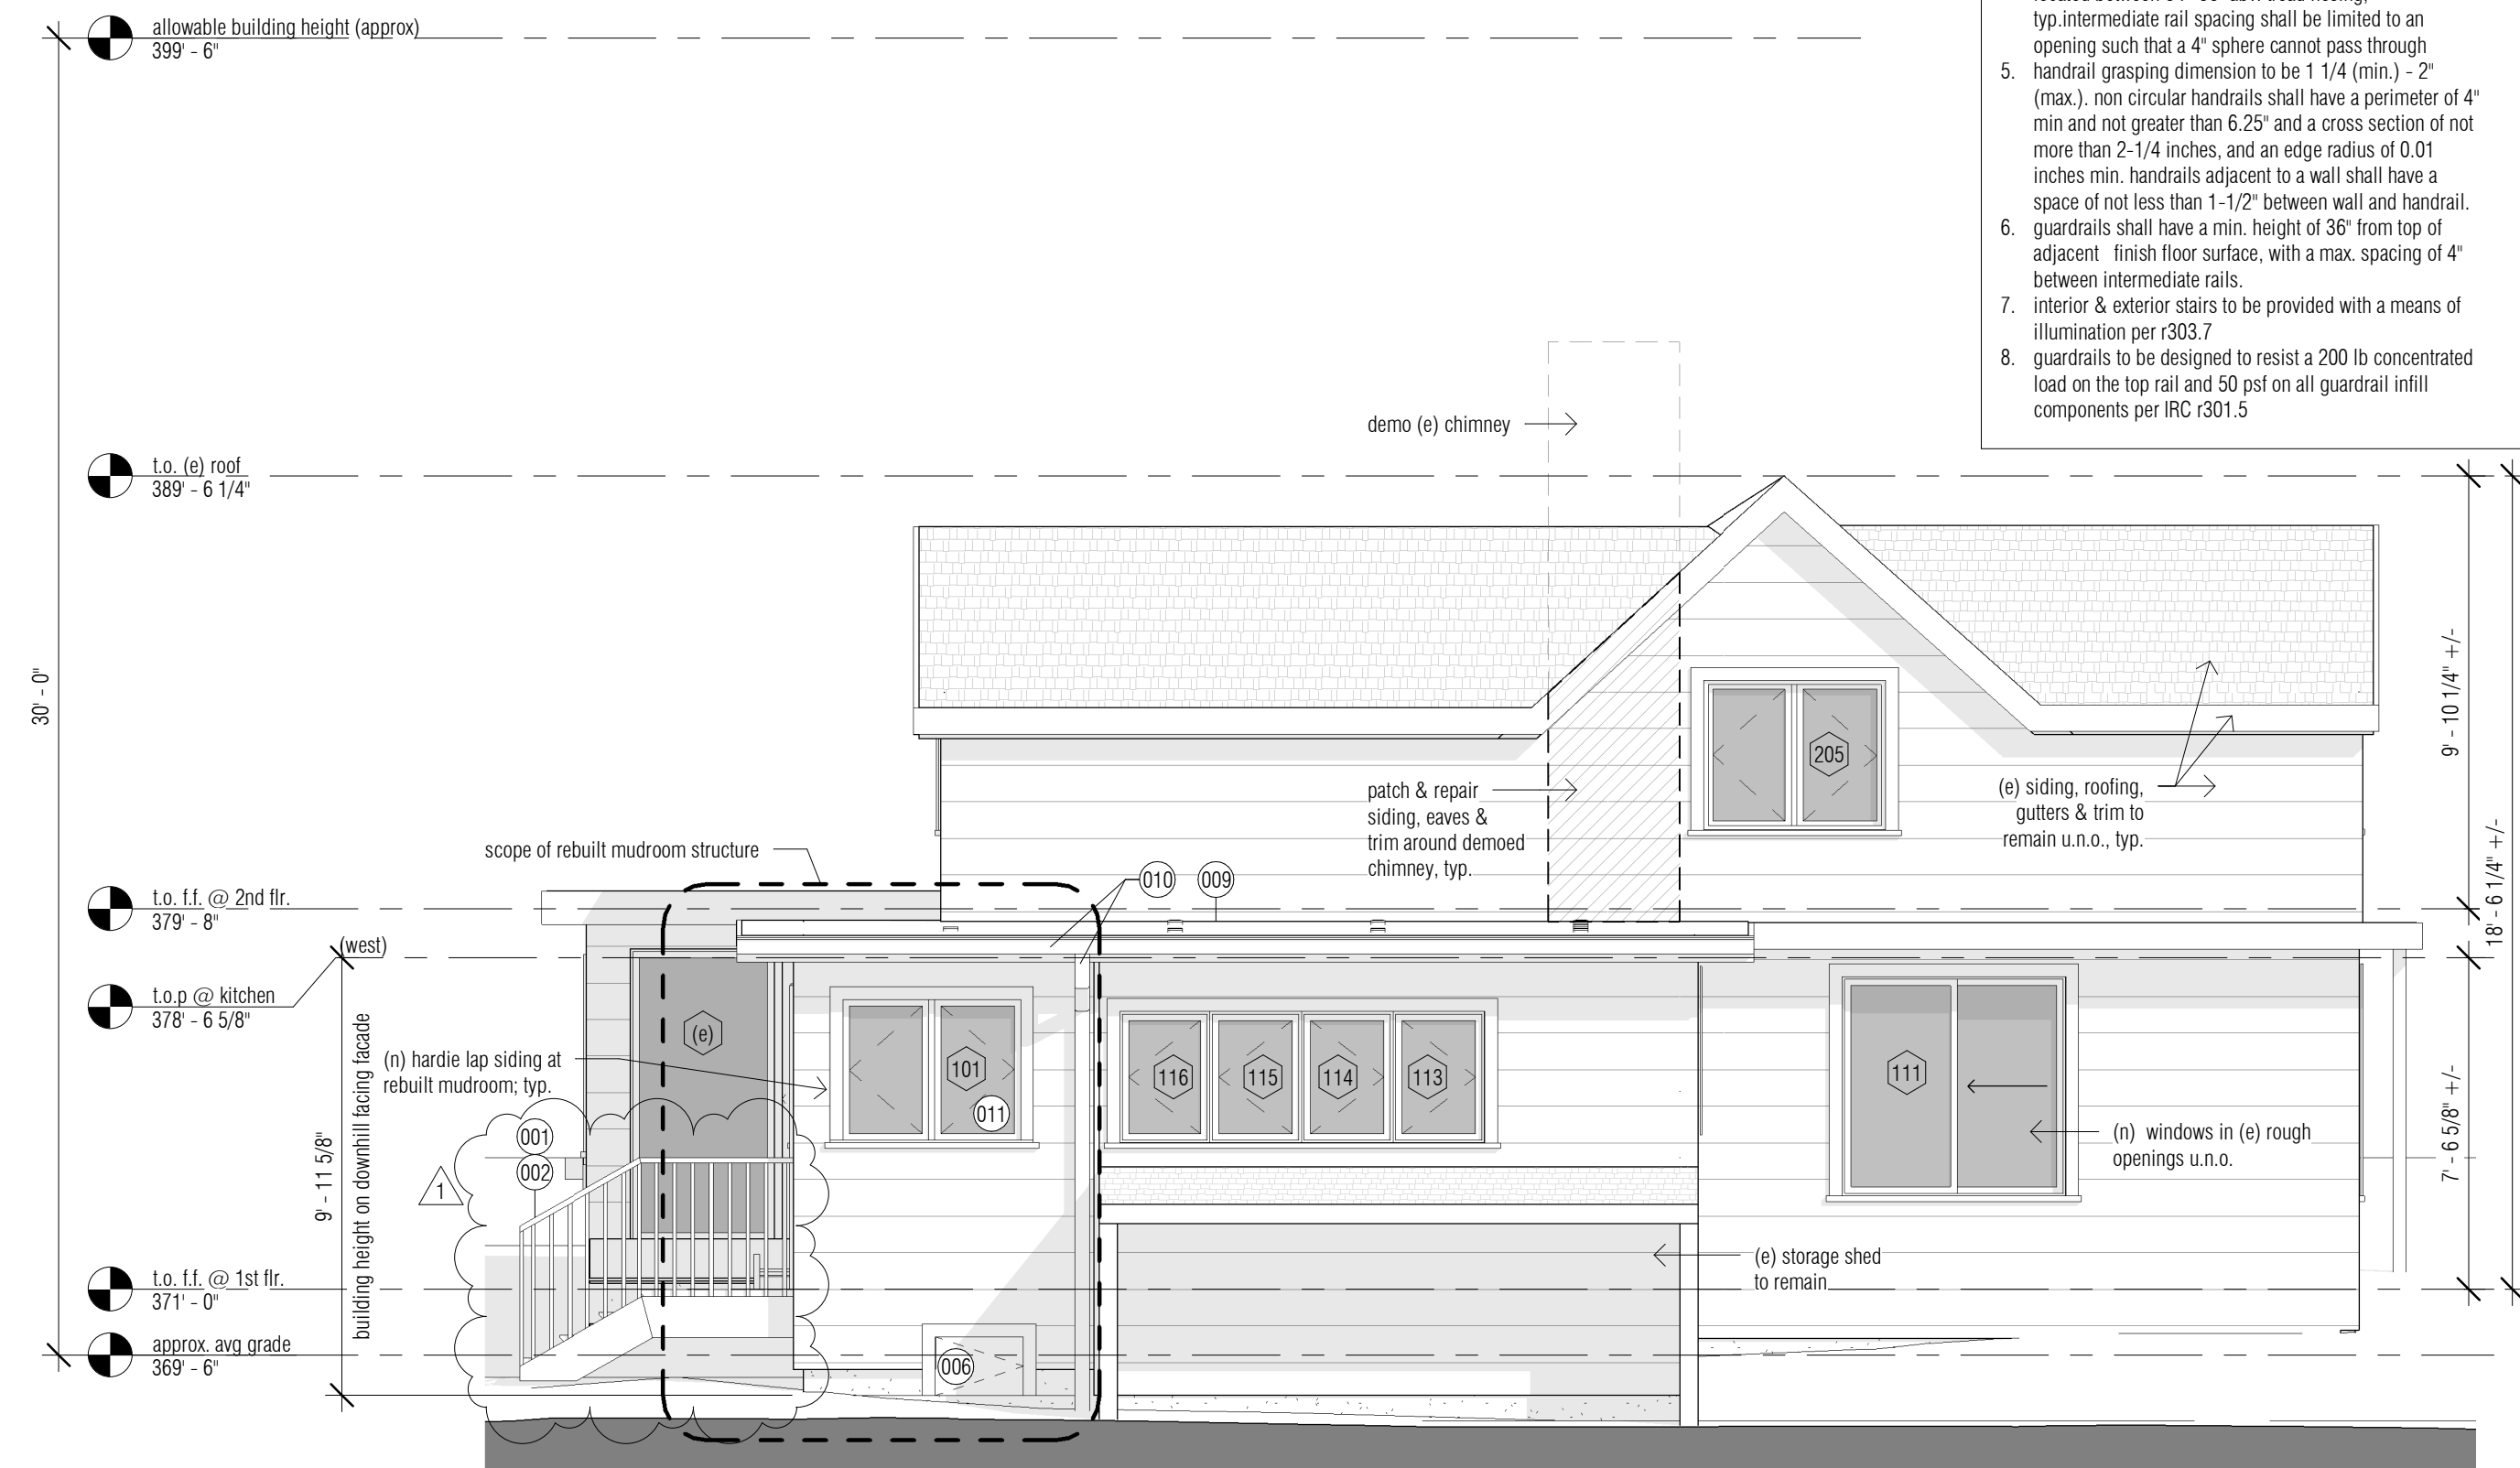 allowable building height (approx)
399' - 6"
typ.intermediate rail spacing shall be limited to an
opening such that a 4" sphere cannot pass through
5. handrail grasping dimension to be 1 1/4 (min.) - 2"
(max.). non circular handrails shall have a perimeter of 4"
min and not greater than 6.25" and a cross section of not
more than 2-1/4 inches, and an edge radius of 0.01
inches min. handrails adjacent to a wall shall have a
space of not less than 1-1/2" between wall and handrail.
6. guardrails shall have a min. height of 36" from top of
adjacent finish floor surface, with a max. spacing of 4"
between intermediate rails.
7. interior & exterior stairs to be provided with a means of
illumination per r303.7
8. guardrails to be designed to resist a 200 lb concentrated
load on the top rail and 50 psf on all guardrail infill
components per IRC r301.5
demo (e) chimney
t.o. (e) roof
389' - 6 1/4"
30' - 0"
9' - 10 1/4" +/-
205
patch & repair
siding, eaves &
trim around demoed
chimney, typ.
(e) siding, roofing,
gutters & trim to
remain u.n.o., typ.
scope of rebuilt mudroom structure
010
009
18' - 6 1/4" +/-
t.o. f.f. @ 2nd flr.
379' - 8"
(west)
t.o.p @ kitchen
378' - 6 5/8"
(e)
(n) hardie lap siding at
rebuilt mudroom; typ.
101
011
116
115
114
113
111
(n) windows in (e) rough
openings u.n.o.
7' - 6 5/8" +/-
001
002
1
9' - 11 5/8"
building height on downhill facing facade
(e) storage shed
to remain
t.o. f.f. @ 1st flr.
371' - 0"
approx. avg grade
369' - 6"
006